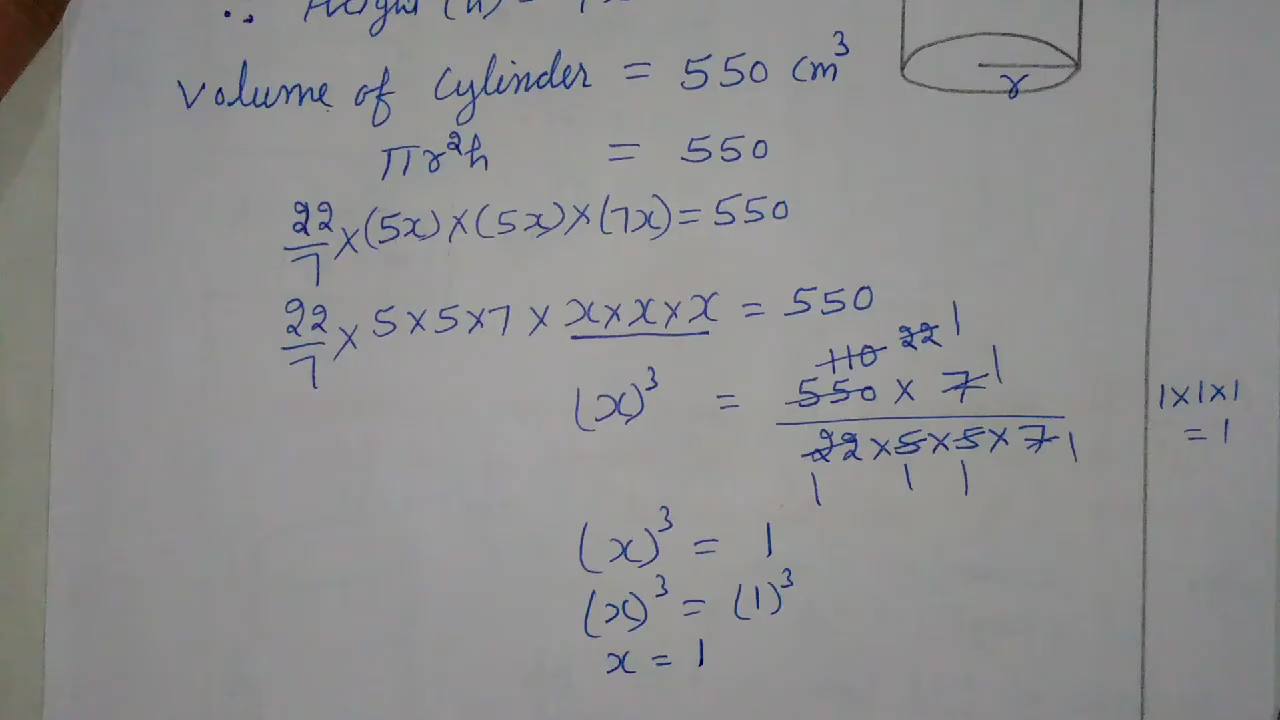 ∴ Height (h) =
r
Volume of Cylinder = 550 cm³
πr²h = 550
22/7 × (5x) × (5x) × (7x) = 550
22/7 × 5 × 5 × 7 × x × x × x = 550
110 22 1
(x)³ = 550 × 7 1 / 22 × 5 × 5 × 7 1
1 1 1
1 × 1 × 1
= 1
(x)³ = 1
(x)³ = (1)³
x = 1